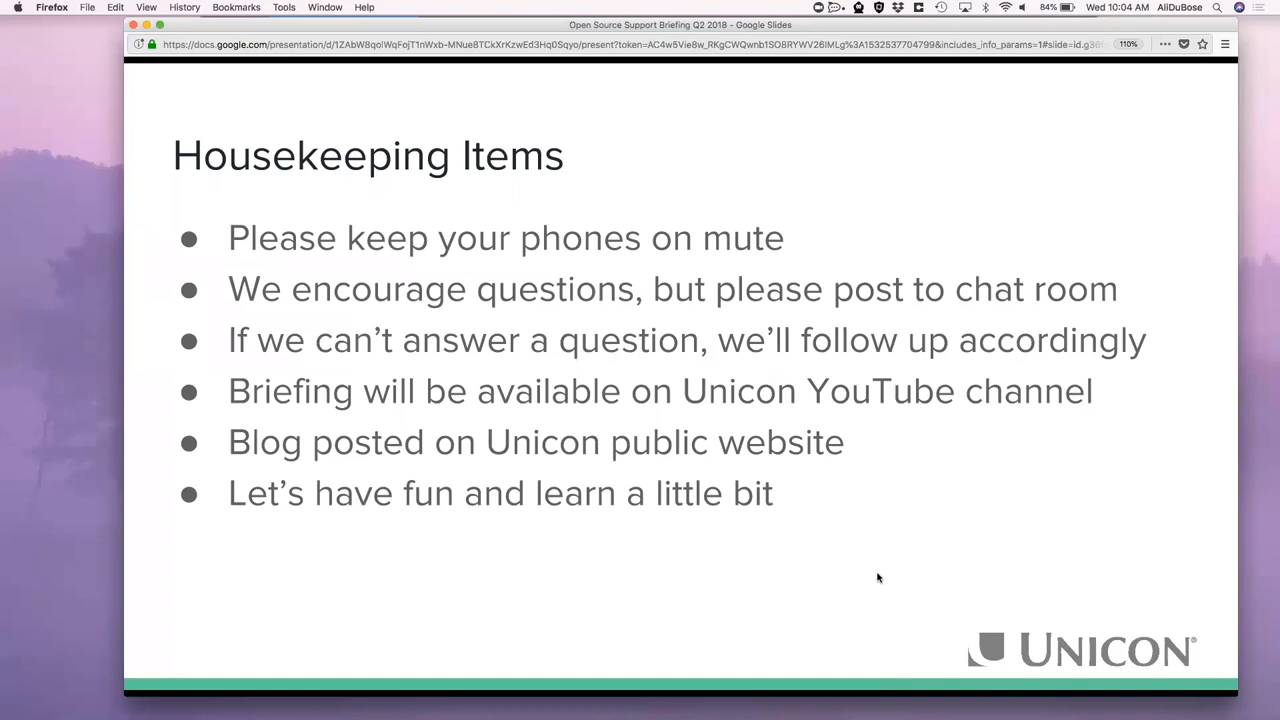 Firefox File Edit View History Bookmarks Tools Window Help 84% Wed 10:04 AM AliDuBose
Open Source Support Briefing Q2 2018 - Google Slides
110%
Housekeeping Items
● Please keep your phones on mute
● We encourage questions, but please post to chat room
● If we can’t answer a question, we’ll follow up accordingly
● Briefing will be available on Unicon YouTube channel
● Blog posted on Unicon public website
● Let’s have fun and learn a little bit
UNICON®